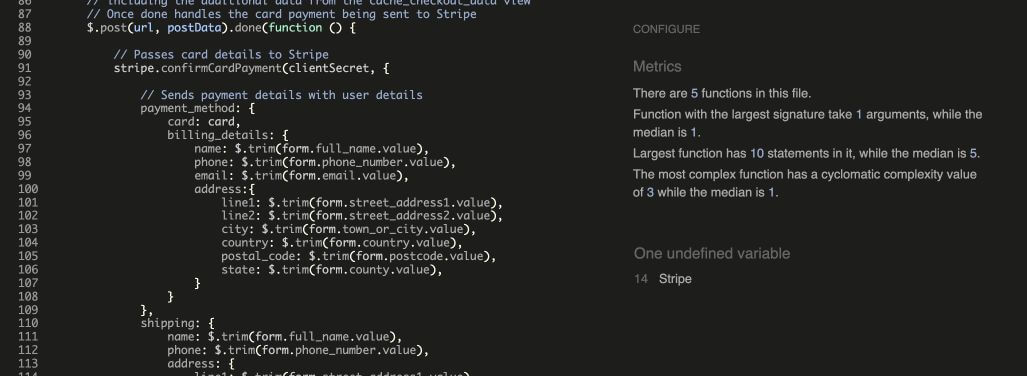 86 // including the additional data from the cache_checkout_data view
87 // Once done handles the card payment being sent to Stripe
88 $.post(url, postData).done(function () {
89
90 // Passes card details to Stripe
91 stripe.confirmCardPayment(clientSecret, {
92
93 // Sends payment details with user details
94 payment_method: {
95 card: card,
96 billing_details: {
97 name: $.trim(form.full_name.value),
98 phone: $.trim(form.phone_number.value),
99 email: $.trim(form.email.value),
100 address:{
101 line1: $.trim(form.street_address1.value),
102 line2: $.trim(form.street_address2.value),
103 city: $.trim(form.town_or_city.value),
104 country: $.trim(form.country.value),
105 postal_code: $.trim(form.postcode.value),
106 state: $.trim(form.county.value),
107 }
108 }
109 },
110 shipping: {
111 name: $.trim(form.full_name.value),
112 phone: $.trim(form.phone_number.value),
113 address: {
114 line1: $.trim(form.street_address1.value),
CONFIGURE
Metrics
There are 5 functions in this file.
Function with the largest signature take 1 arguments, while the
median is 1.
Largest function has 10 statements in it, while the median is 5.
The most complex function has a cyclomatic complexity value
of 3 while the median is 1.
One undefined variable
14 Stripe